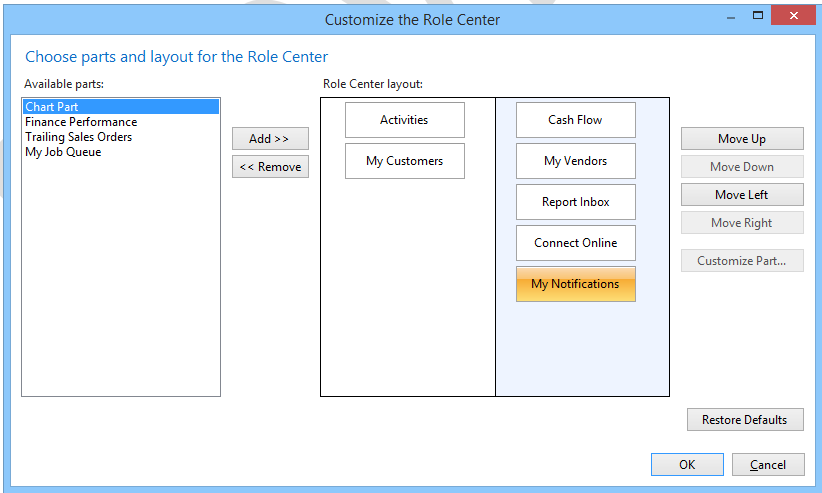 Customize the Role Center
Choose parts and layout for the Role Center
Available parts:
Chart Part
Finance Performance
Trailing Sales Orders
My Job Queue
Add >>
<< Remove
Role Center layout:
Activities
My Customers
Cash Flow
My Vendors
Report Inbox
Connect Online
My Notifications
Move Up
Move Down
Move Left
Move Right
Customize Part...
Restore Defaults
OK
Cancel